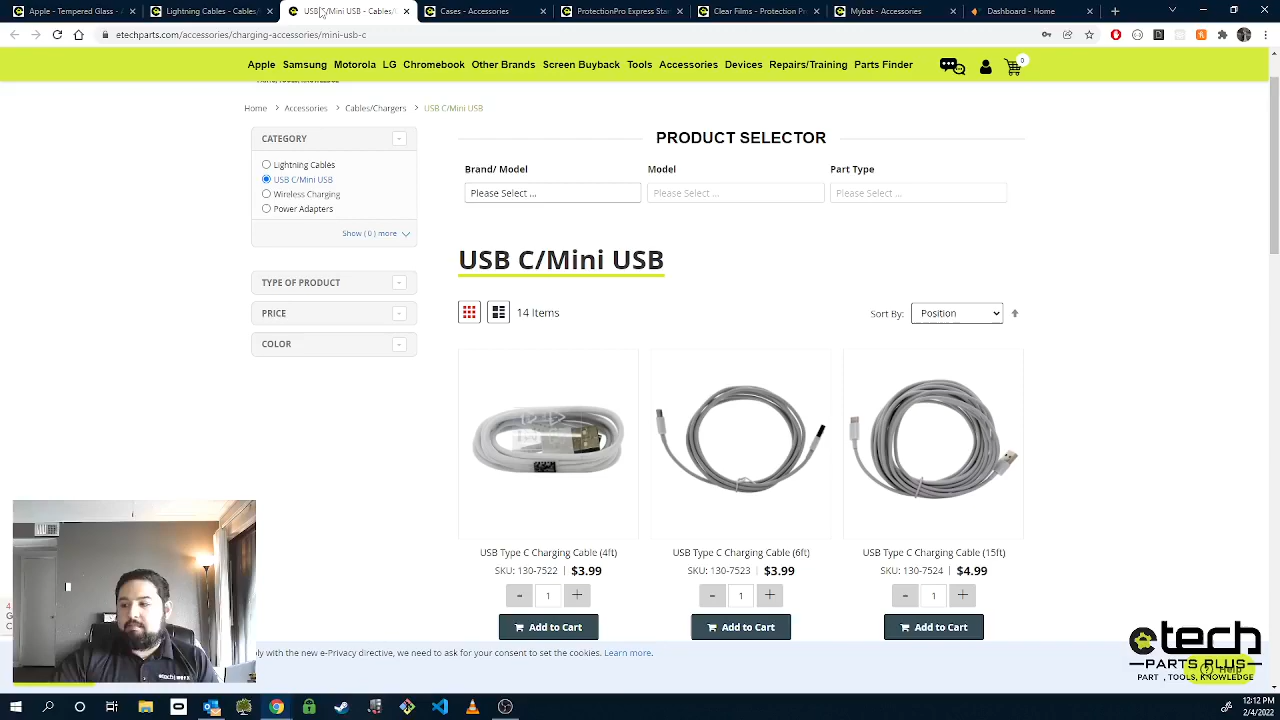 Apple - Tempered Glass - A
Lightning Cables - Cables/
USB C/Mini USB - Cables/
Cases - Accessories
ProtectionPro Express Sta
Clear Films - Protection P
Mybat - Accessories
Dashboard - Home
etechparts.com/accessories/charging-accessories/mini-usb-c
Apple Samsung Motorola LG Chromebook Other Brands Screen Buyback Tools Accessories Devices Repairs/Training Parts Finder
0
Home > Accessories > Cables/Chargers > USB C/Mini USB
CATEGORY
Lightning Cables
USB C/Mini USB
Wireless Charging
Power Adapters
Show ( 0 ) more
TYPE OF PRODUCT
PRICE
COLOR
PRODUCT SELECTOR
Brand/ Model Model Part Type
Please Select ... Please Select ... Please Select ...
USB C/Mini USB
14 Items
Sort By: Position
USB Type C Charging Cable (4ft)
SKU: 130-7522 | $3.99
- 1 +
Add to Cart
USB Type C Charging Cable (6ft)
SKU: 130-7523 | $3.99
- 1 +
Add to Cart
USB Type C Charging Cable (15ft)
SKU: 130-7524 | $4.99
- 1 +
Add to Cart
ly with the new e-Privacy directive, we need to ask for your consent to set the cookies. Learn more.
etech
PARTS PLUS
PART , TOOLS, KNOWLEDGE
Help
12:12 PM
2/4/2022